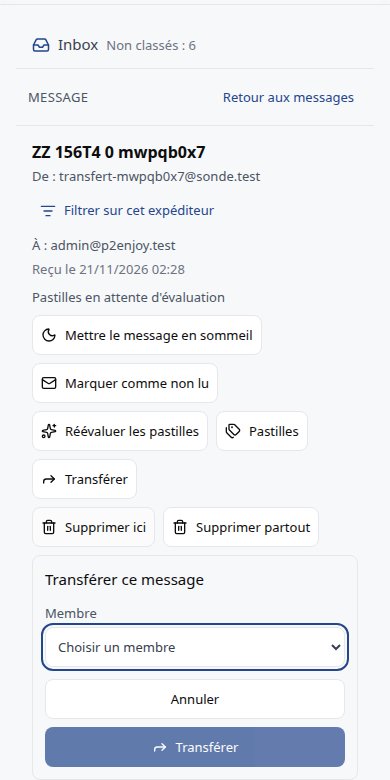 Inbox Non classés : 6
MESSAGE Retour aux messages
ZZ 156T4 0 mwpqb0x7
De : transfert-mwpqb0x7@sonde.test
Filtrer sur cet expéditeur
À : admin@p2enjoy.test
Reçu le 21/11/2026 02:28
Pastilles en attente d'évaluation
Mettre le message en sommeil
Marquer comme non lu
Réévaluer les pastilles Pastilles
Transférer
Supprimer ici Supprimer partout
Transférer ce message
Membre
Choisir un membre
Annuler
Transférer